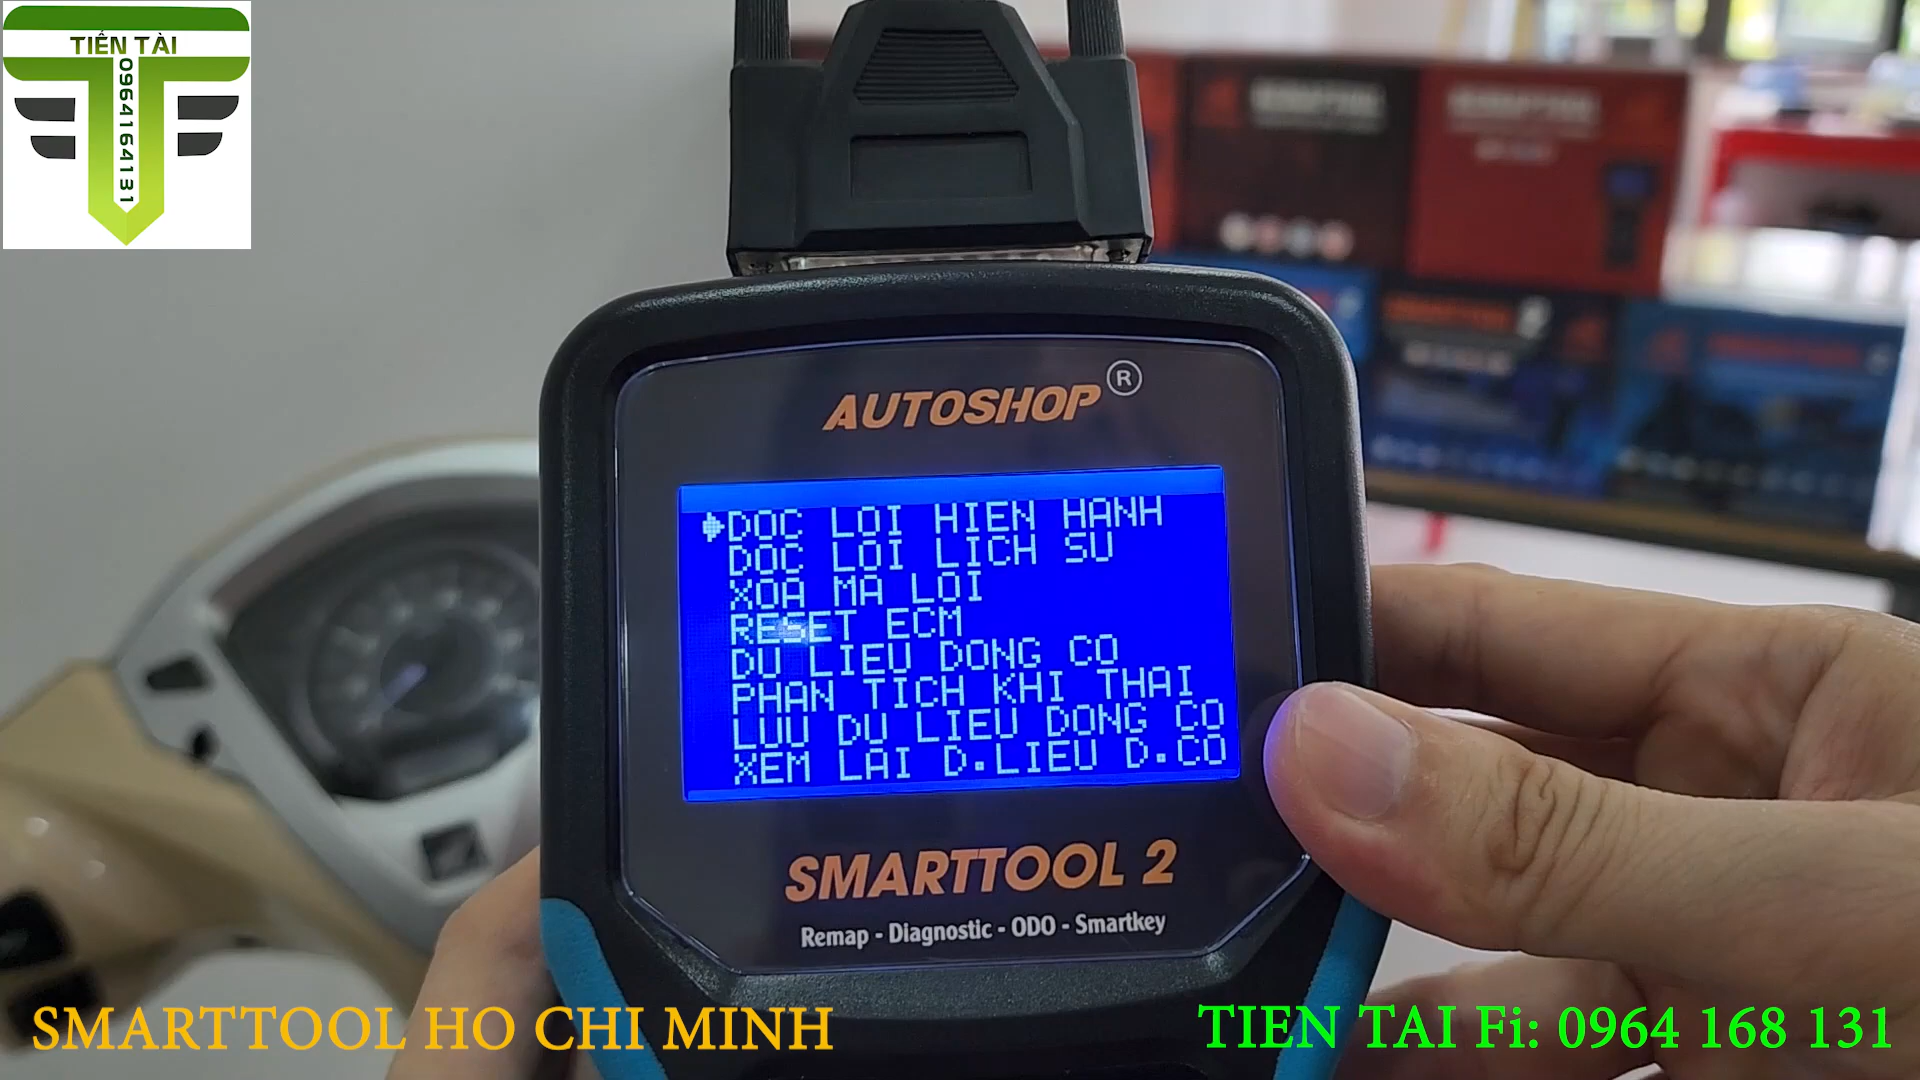 TIẾN TÀI
0964164131
AUTOSHOP®
DOC LOI HIEN HANH
DOC LOI LICH SU
XOA MA LOI
RESET ECM
DU LIEU DONG CO
PHAN TICH KHI THAI
LUU DU LIEU DONG CO
XEM LAI D.LIEU D.CO
SMARTTOOL 2
Remap - Diagnostic - ODO - Smartkey
SMARTTOOL HO CHI MINH
TIEN TAI Fi: 0964 168 131